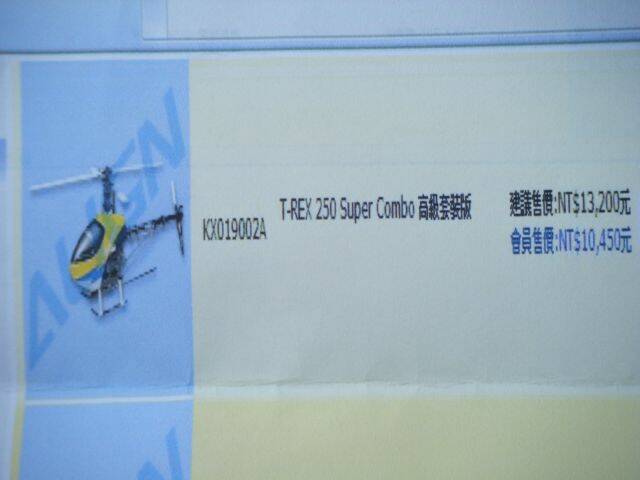 ALIGN
KX019002A
T-REX 250 Super Combo 高級套裝版
建議售價:NT$13,200元
會員售價:NT$10,450元